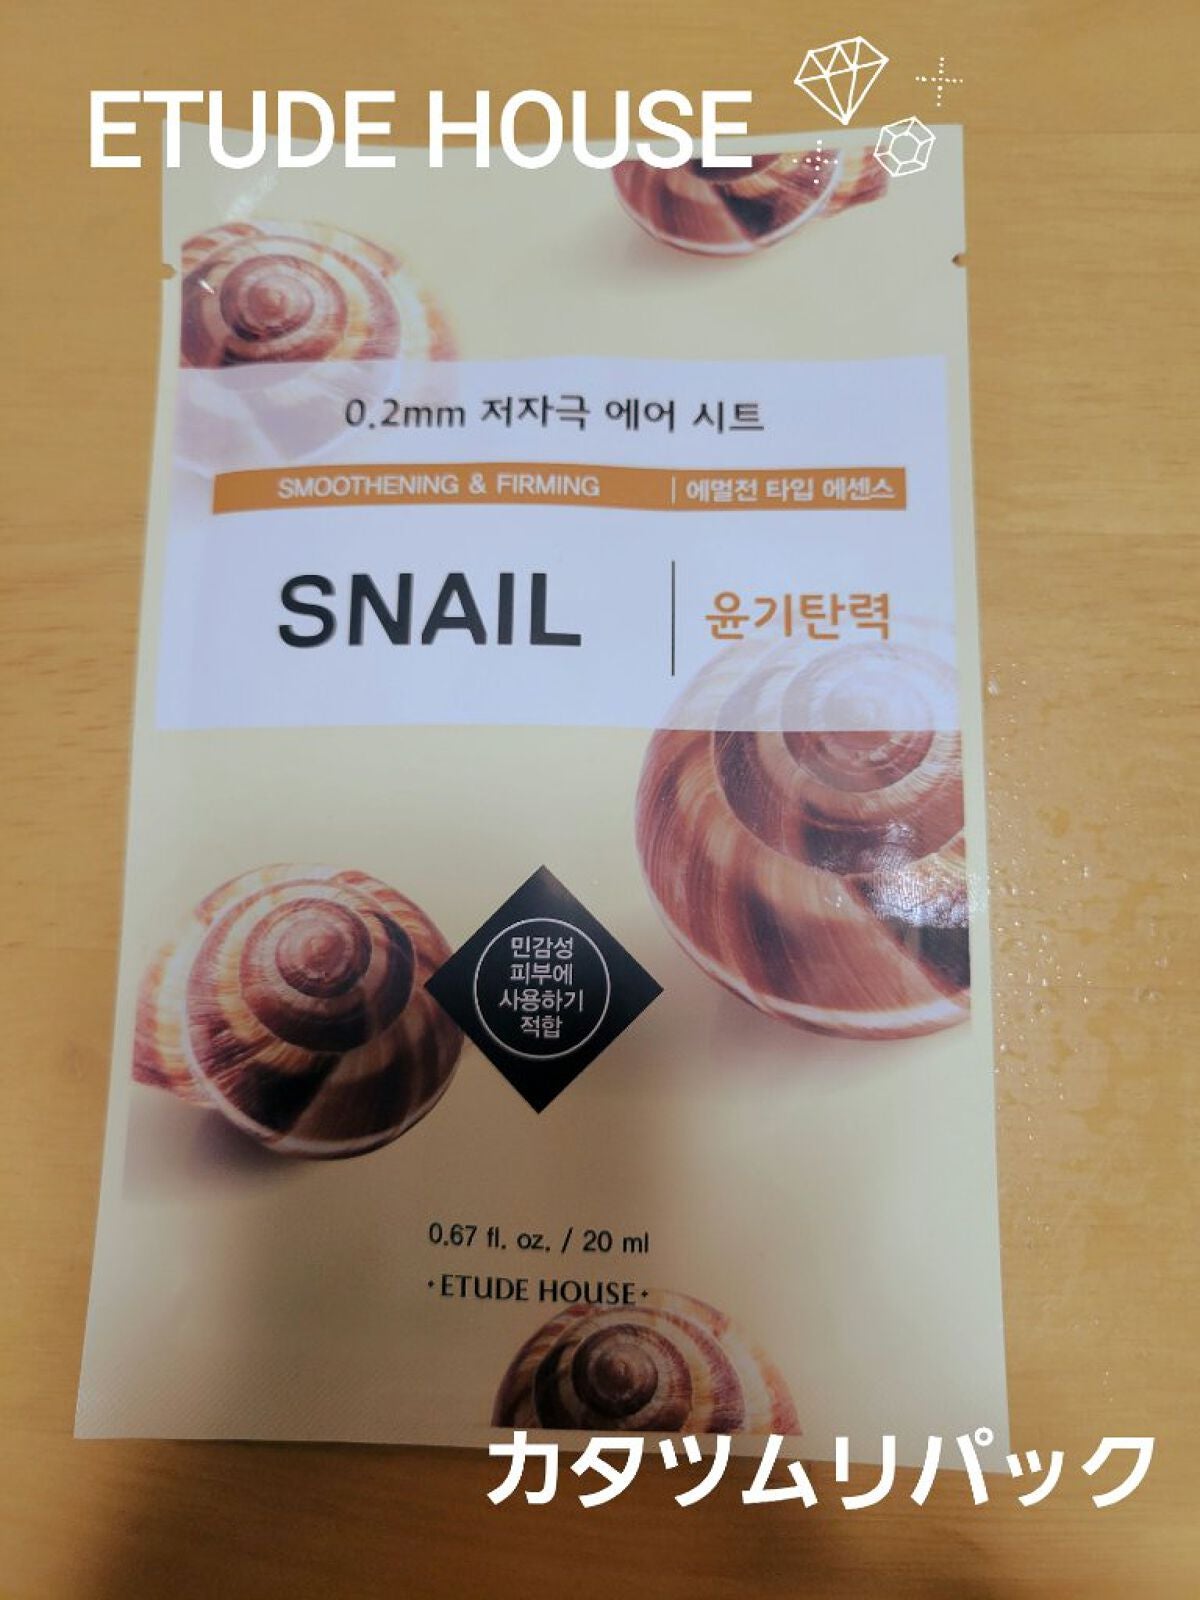 ETUDE HOUSE
0.2mm 저자극 에어 시트
SMOOTHENING & FIRMING | 에멀전 타입 에센스
SNAIL | 윤기탄력
민감성
피부에
사용하기
적합
0.67 fl. oz. / 20 ml
·ETUDE HOUSE·
カタツムリパック